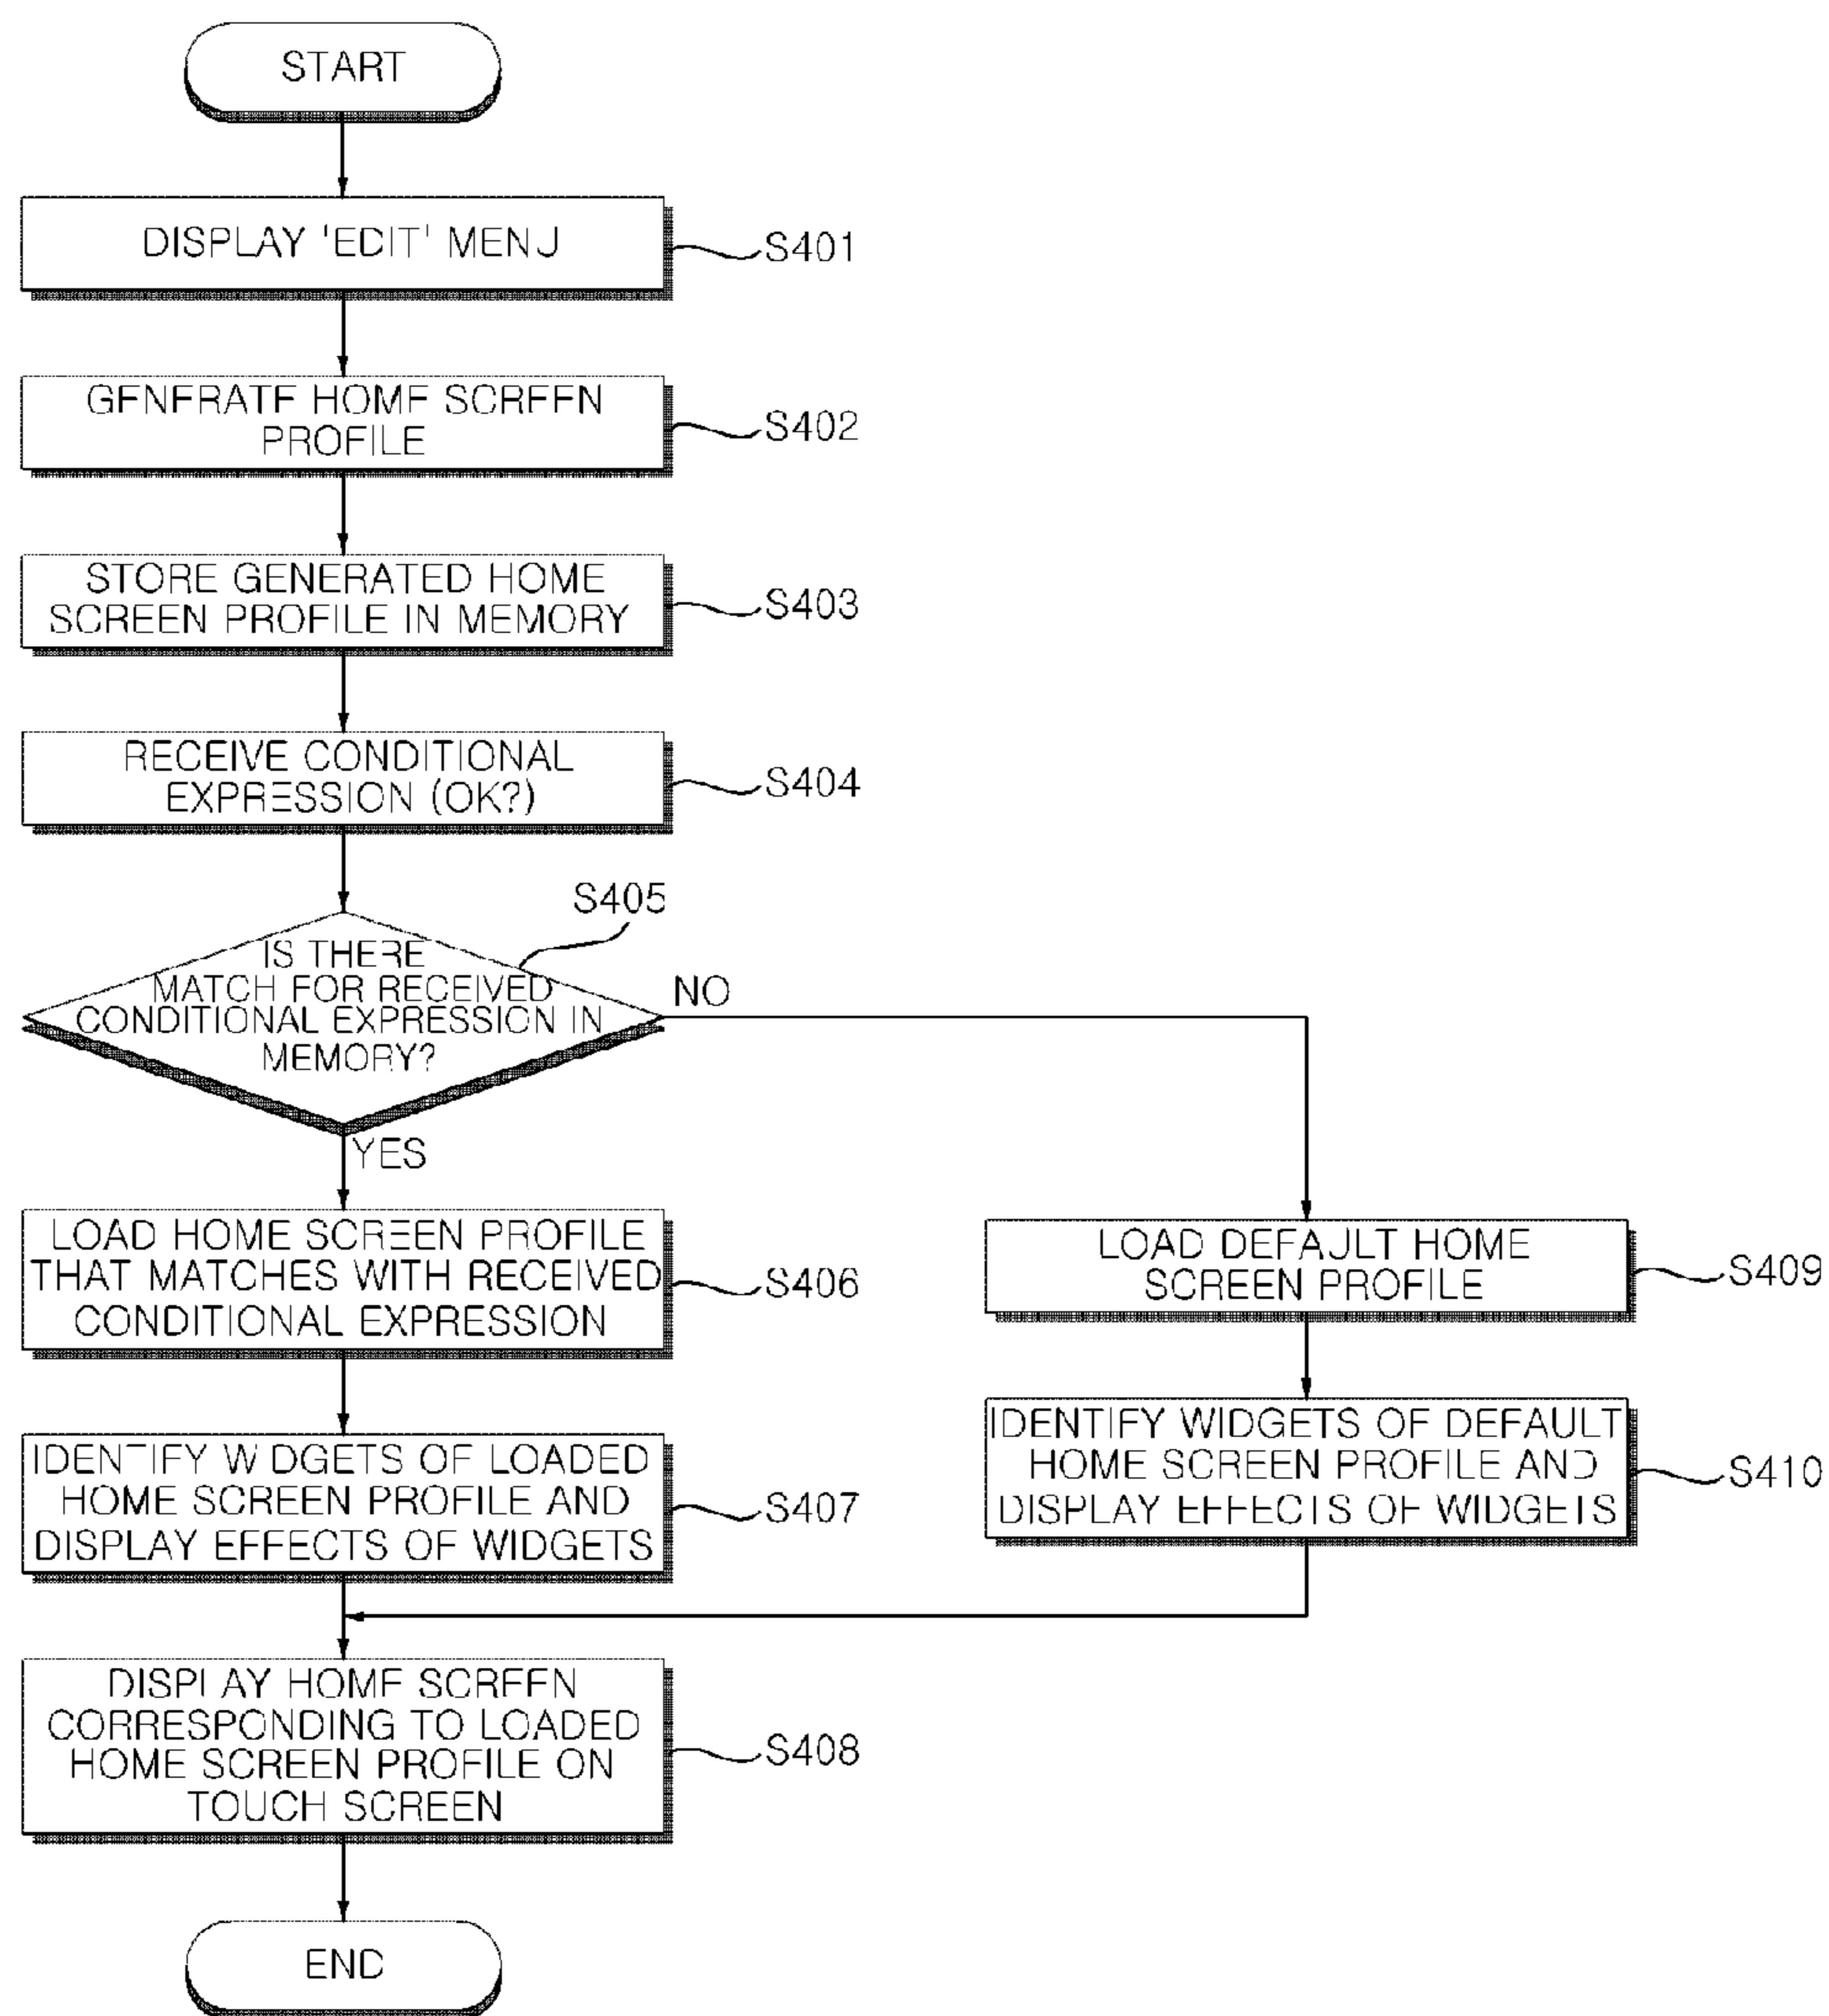 START
DISPLAY 'EDIT' MENU
S401
GENERATE HOME SCREEN
PROFILE
S402
STORE GENERATED HOME
SCREEN PROFILE IN MEMORY
S403
RECEIVE CONDITIONAL
EXPRESSION (OK?)
S404
S405
IS THERE
MATCH FOR RECEIVED
CONDITIONAL EXPRESSION IN
MEMORY?
NO
YES
LOAD HOME SCREEN PROFILE
THAT MATCHES WITH RECEIVED
CONDITIONAL EXPRESSION
S406
LOAD DEFAULT HOME
SCREEN PROFILE
S409
IDENTIFY WIDGETS OF LOADED
HOME SCREEN PROFILE AND
DISPLAY EFFECTS OF WIDGETS
S407
IDENTIFY WIDGETS OF DEFAULT
HOME SCREEN PROFILE AND
DISPLAY EFFECTS OF WIDGETS
S410
DISPLAY HOME SCREEN
CORRESPONDING TO LOADED
HOME SCREEN PROFILE ON
TOUCH SCREEN
S408
END